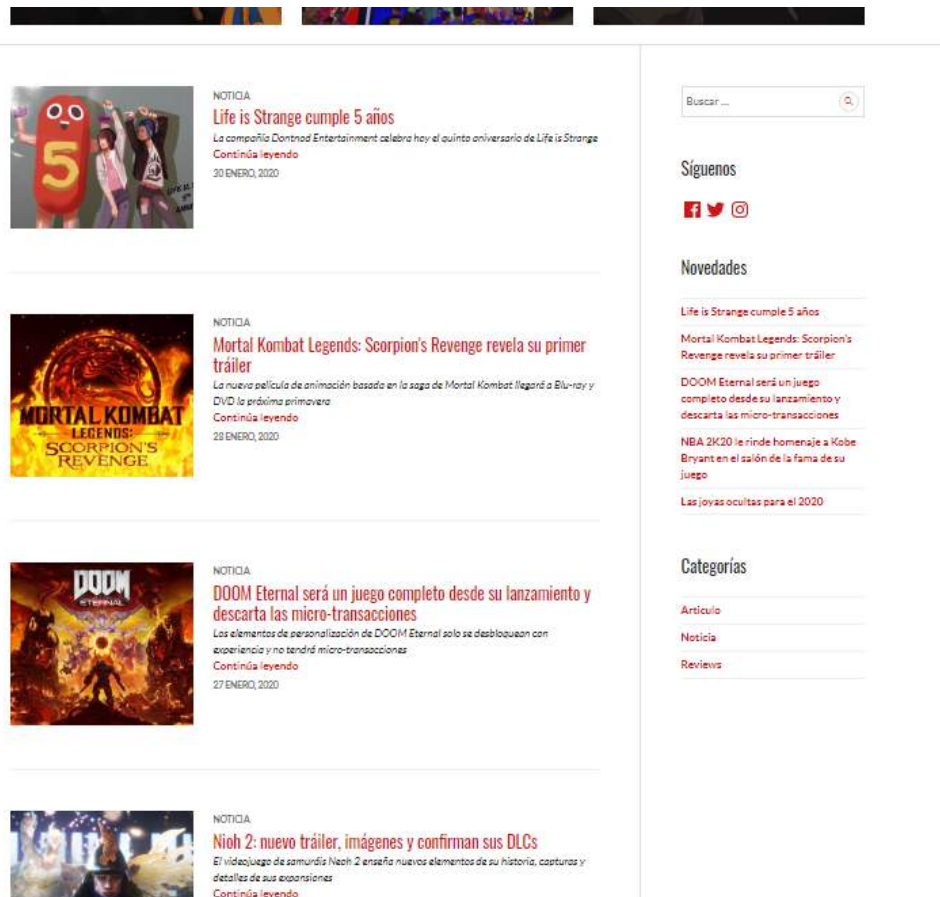 NOTICIA
Life is Strange cumple 5 años
La compañía Dontnod Entertainment celebra hoy el quinto aniversario de Life is Strange
Continúa leyendo
30 ENERO, 2020
5
MORTAL KOMBAT
LEGENDS:
SCORPION'S
REVENGE
NOTICIA
Mortal Kombat Legends: Scorpion's Revenge revela su primer
tráiler
La nueva película de animación basada en la saga de Mortal Kombat llegará a Blu-ray y
DVD la próxima primavera
Continúa leyendo
28 ENERO, 2020
DOOM
ETERNAL
NOTICIA
DOOM Eternal será un juego completo desde su lanzamiento y
descarta las micro-transacciones
Los elementos de personalización de DOOM Eternal solo se desbloquean con
experiencia y no tendrá micro-transacciones
Continúa leyendo
27 ENERO, 2020
NOTICIA
Nioh 2: nuevo tráiler, imágenes y confirman sus DLCs
El videojuego de samuráis Neoh 2 enseña nuevos elementos de su historia, capturas y
detalles de sus expansiones
Continúa leyendo
Buscar ...
Síguenos
Novedades
Life is Strange cumple 5 años
Mortal Kombat Legends: Scorpion's
Revenge revela su primer tráiler
DOOM Eternal será un juego
completo desde su lanzamiento y
descarta las micro-transacciones
NBA 2K20 le rinde homenaje a Kobe
Bryant en el salón de la fama de su
juego
Las joyas ocultas para el 2020
Categorías
Articulo
Noticia
Reviews